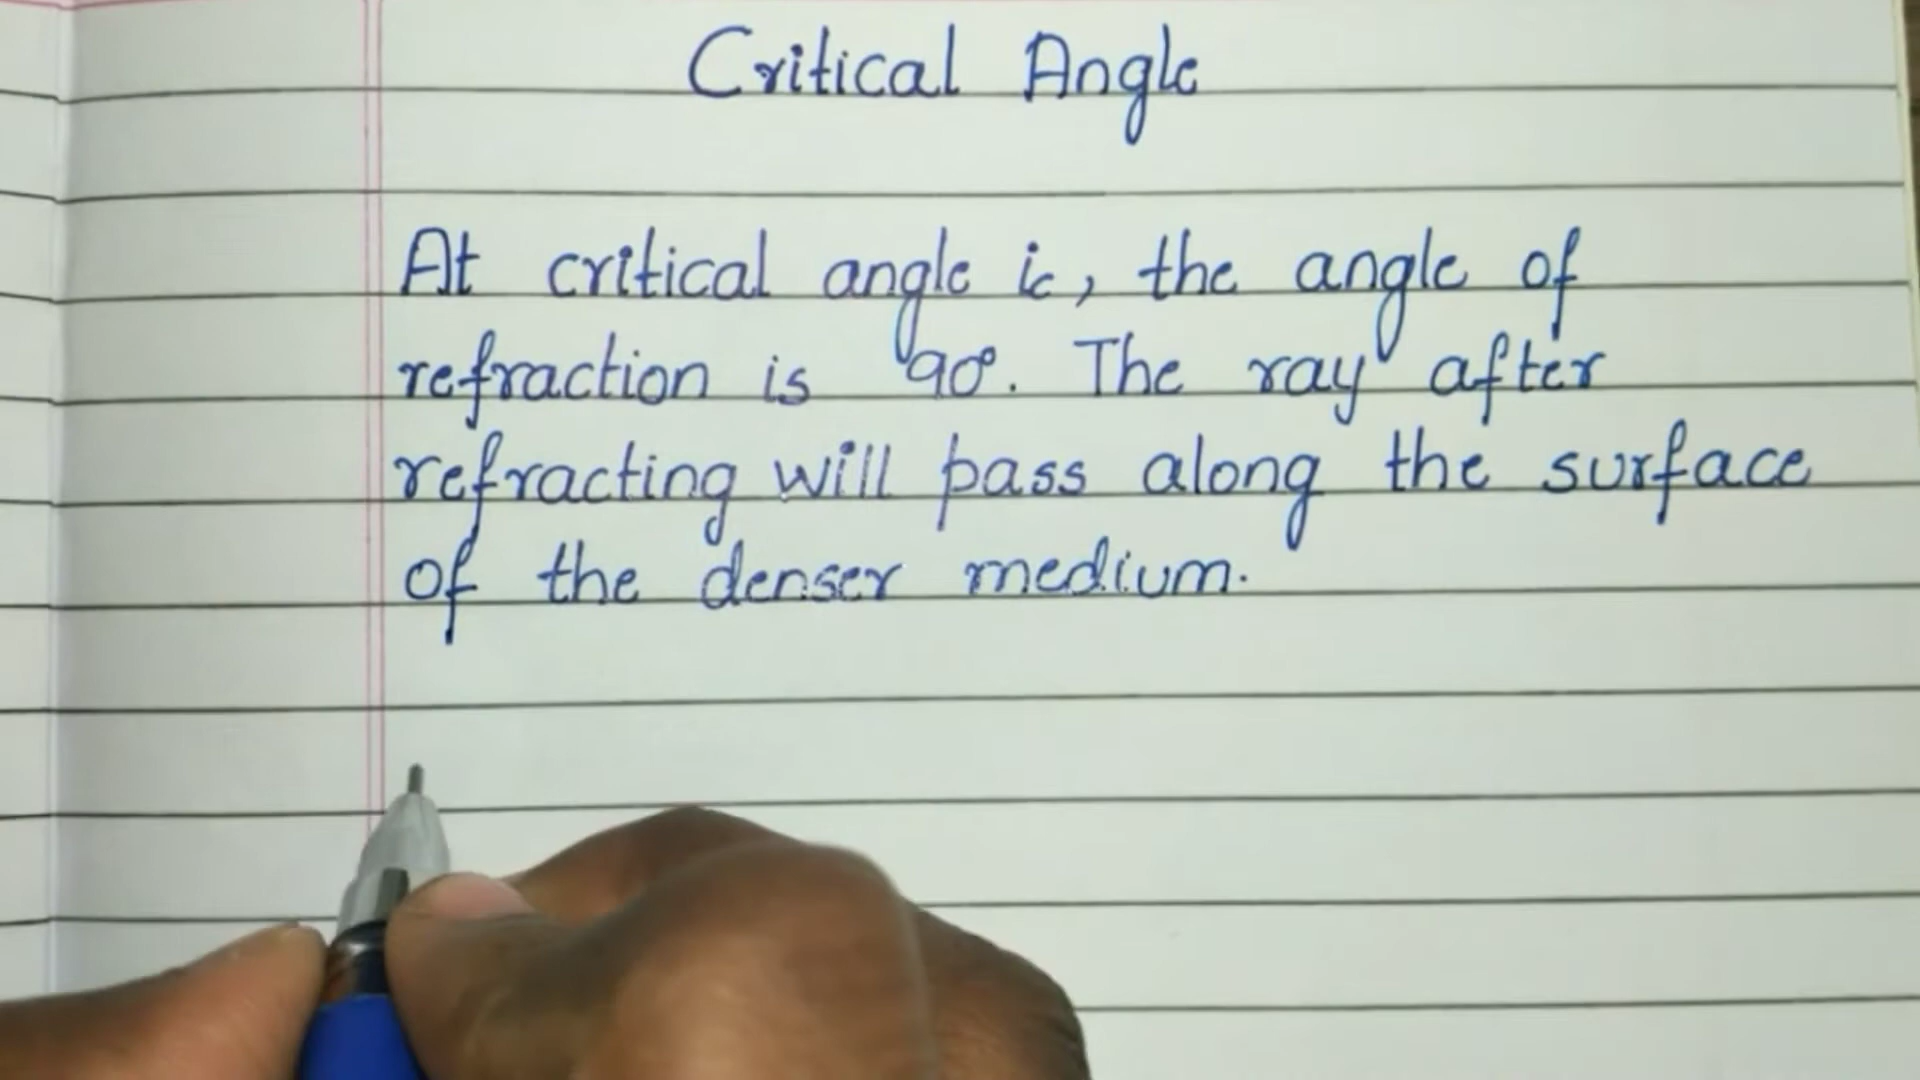 Critical Angle
At critical angle ic, the angle of
refraction is 90°. The ray after
refracting will pass along the surface
of the denser medium.